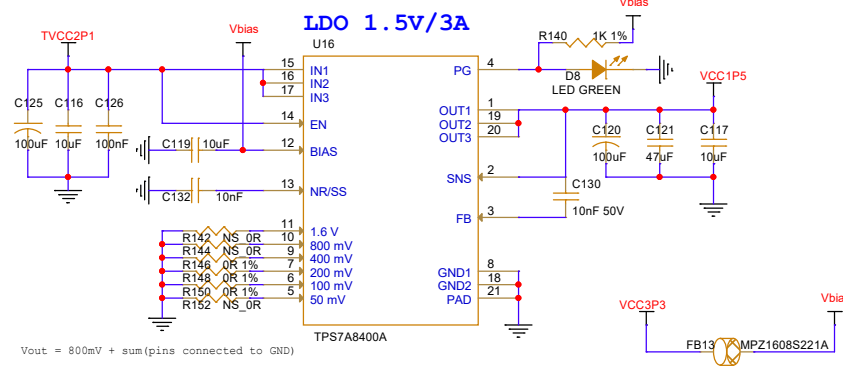 LDO 1.5V/3A
Vbias
TVCC2P1
Vbias
U16
R140 1K 1%
15 IN1
16 IN2
17 IN3
PG 4
D8
LED GREEN
VCC1P5
C125 C116 C126
100uF 10uF 100nF
14 EN
OUT1 1
OUT2 19
OUT3 20
C119 10uF
12 BIAS
C120 C121 C117
100uF 47uF 10uF
C132 10nF
13 NR/SS
SNS 2
C130
10nF 50V
FB 3
11 1.6 V
R142 NS_0R
10 800 mV
R144 NS_0R
9 400 mV
R146 0R 1%
7 200 mV
R148 0R 1%
6 100 mV
R150 0R 1%
5 50 mV
R152 NS_0R
GND1 8
GND2 18
PAD 21
TPS7A8400A
VCC3P3
Vbia
FB13 MPZ1608S221A
Vout = 800mV + sum(pins connected to GND)